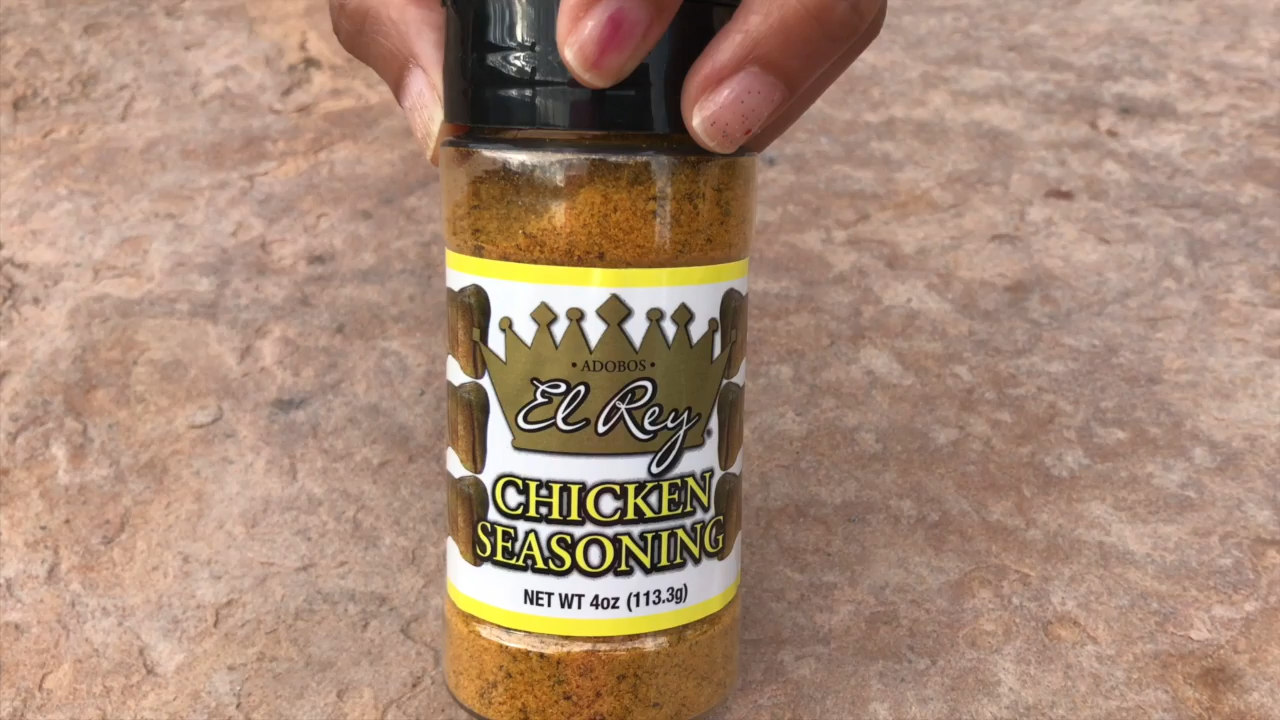 • ADOBOS •
El Rey
CHICKEN
SEASONING
NET WT 4oz (113.3g)